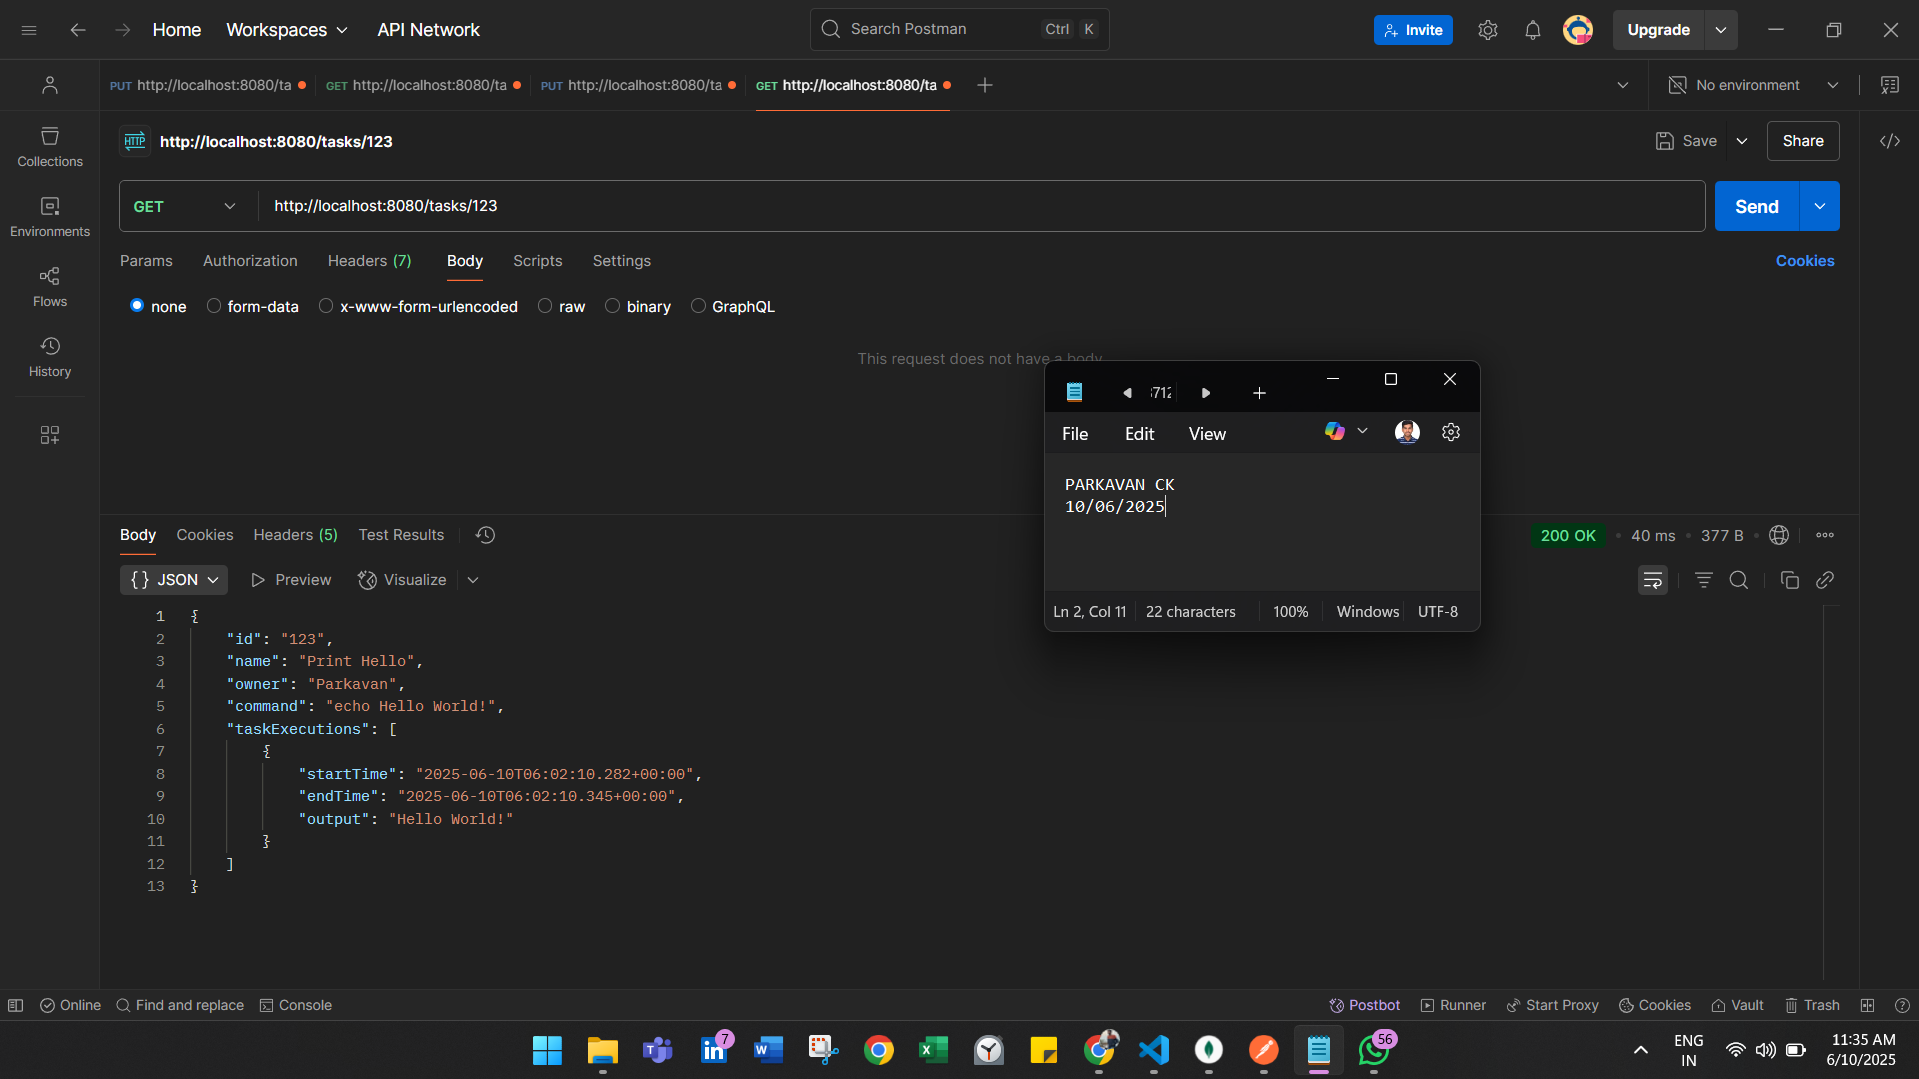 Home Workspaces API Network Search Postman Ctrl K Invite Upgrade
PUT http://localhost:8080/ta GET http://localhost:8080/ta PUT http://localhost:8080/ta GET http://localhost:8080/ta No environment
HTTP http://localhost:8080/tasks/123 Save Share
GET http://localhost:8080/tasks/123 Send
Params Authorization Headers (7) Body Scripts Settings Cookies
none form-data x-www-form-urlencoded raw binary GraphQL
This request does not have a body
Collections
Environments
Flows
History
File Edit View
PARKAVAN CK
10/06/2025
Ln 2, Col 11 22 characters 100% Windows UTF-8
Body Cookies Headers (5) Test Results 200 OK 40 ms 377 B
{} JSON Preview Visualize
1 {
2 "id": "123",
3 "name": "Print Hello",
4 "owner": "Parkavan",
5 "command": "echo Hello World!",
6 "taskExecutions": [
7 {
8 "startTime": "2025-06-10T06:02:10.282+00:00",
9 "endTime": "2025-06-10T06:02:10.345+00:00",
10 "output": "Hello World!"
11 }
12 ]
13 }
Online Find and replace Console Postbot Runner Start Proxy Cookies Vault Trash
7 56
ENG
IN
11:35 AM
6/10/2025